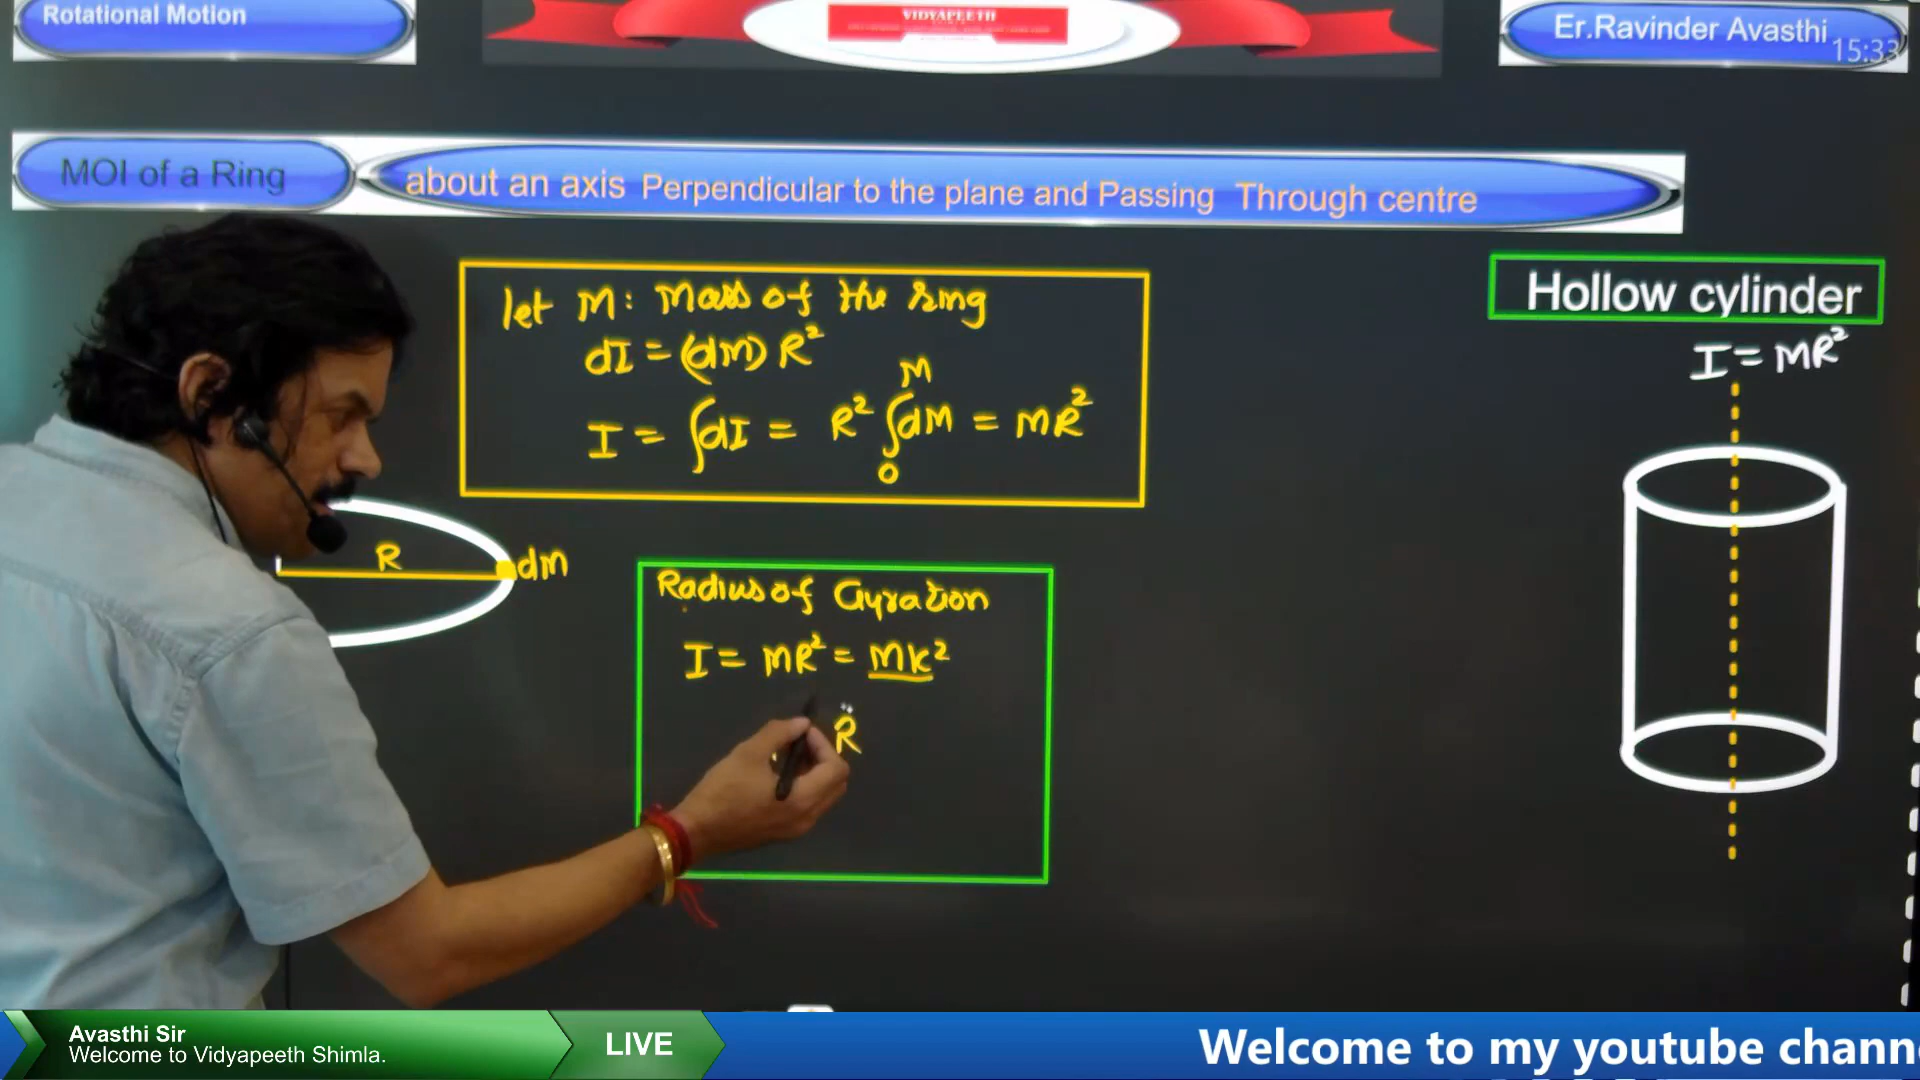 Rotational Motion
VIDYAPEETH
Er.Ravinder Avasthi
15:33
MOI of a Ring
about an axis Perpendicular to the plane and Passing Through centre
let M: Mass of the ring
dI = (dm) R²
I = ∫dI = R² ∫₀ᴹ dM = MR²
Hollow cylinder
I = MR²
R
dm
Radius of Gyration
I = MR² = Mk²
R
Avasthi Sir
Welcome to Vidyapeeth Shimla.
LIVE
Welcome to my youtube chann